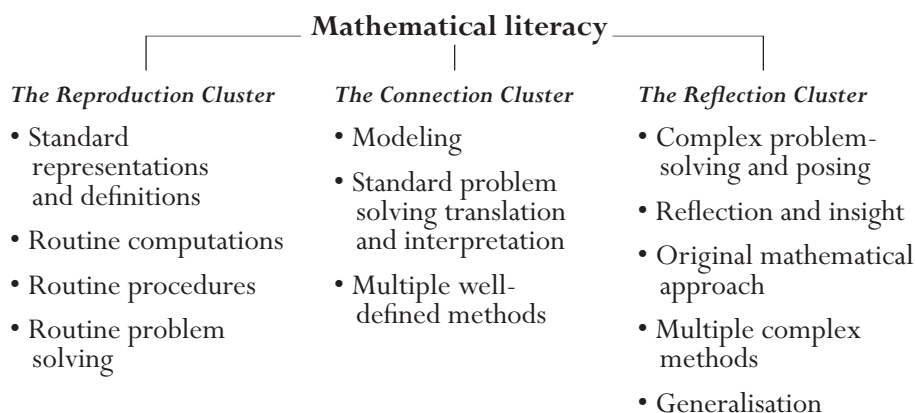 Mathematical literacy
The Reproduction Cluster
• Standard
representations
and definitions
• Routine computations
• Routine procedures
• Routine problem
solving
The Connection Cluster
• Modeling
• Standard problem
solving translation
and interpretation
• Multiple well-
defined methods
The Reflection Cluster
• Complex problem-
solving and posing
• Reflection and insight
• Original mathematical
approach
• Multiple complex
methods
• Generalisation